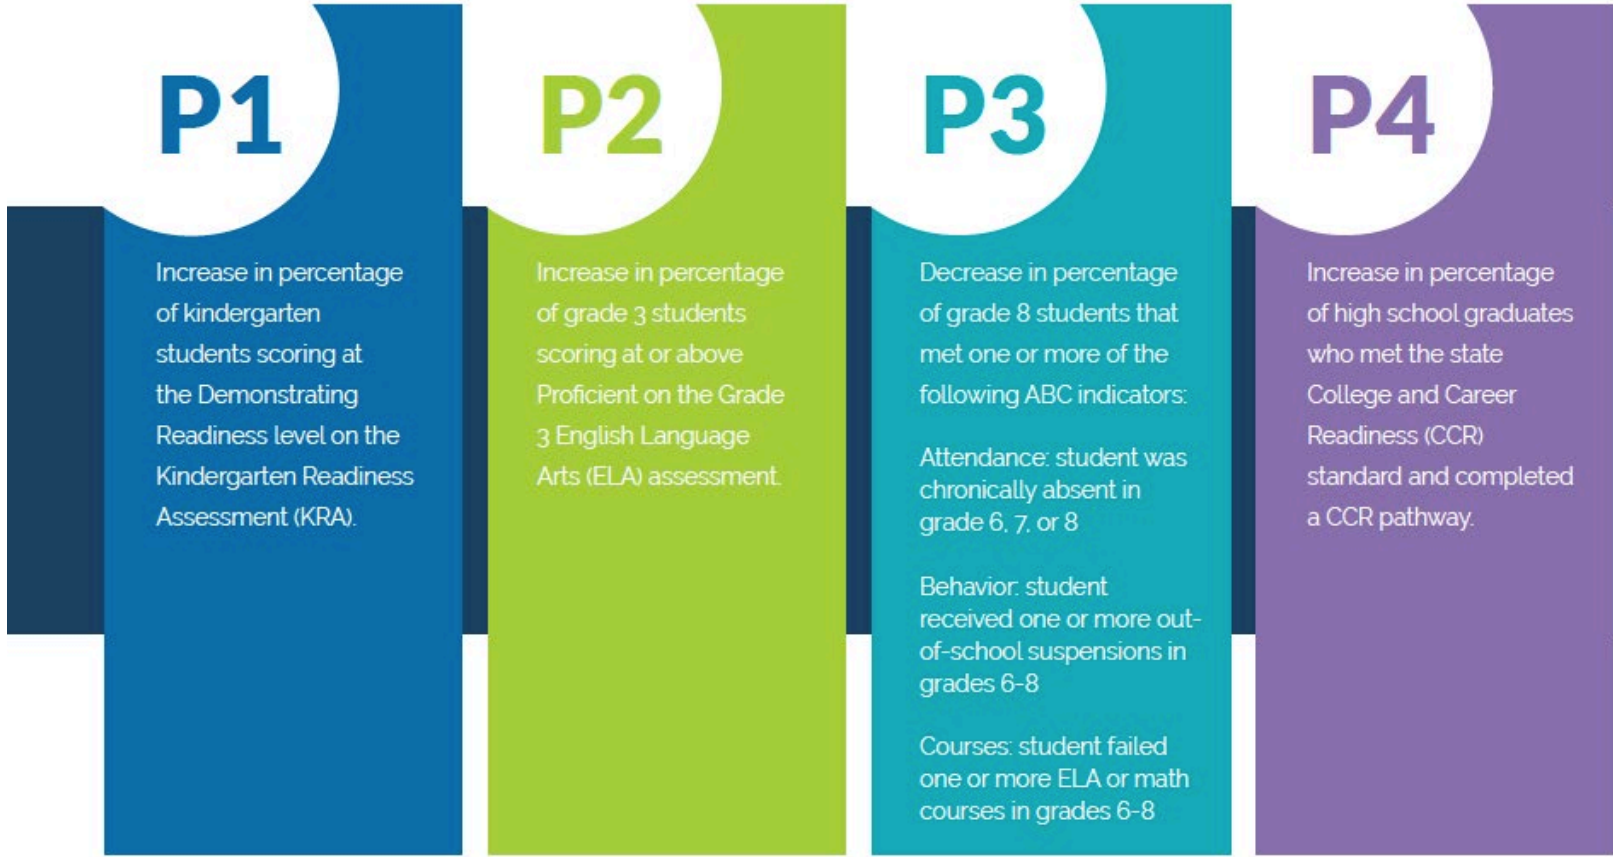 P1
Increase in percentage
of kindergarten
students scoring at
the Demonstrating
Readiness level on the
Kindergarten Readiness
Assessment (KRA).
P2
Increase in percentage
of grade 3 students
scoring at or above
Proficient on the Grade
3 English Language
Arts (ELA) assessment.
P3
Decrease in percentage
of grade 8 students that
met one or more of the
following ABC indicators:
Attendance: student was
chronically absent in
grade 6, 7, or 8
Behavior: student
received one or more out-
of-school suspensions in
grades 6-8
Courses: student failed
one or more ELA or math
courses in grades 6-8
P4
Increase in percentage
of high school graduates
who met the state
College and Career
Readiness (CCR)
standard and completed
a CCR pathway.